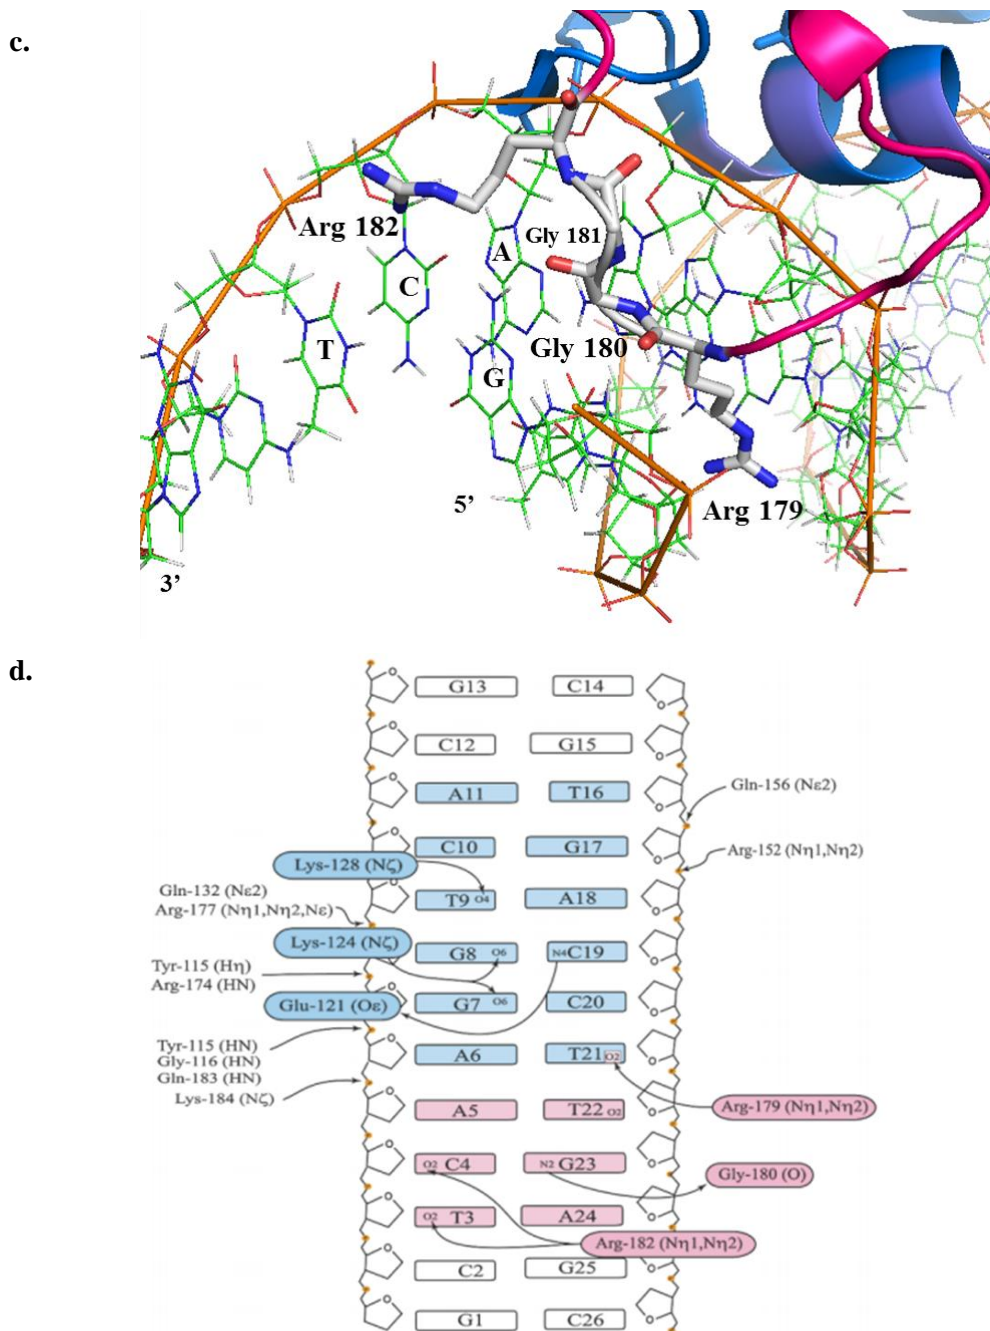 c.
Arg 182
Gly 181
A
C
T
Gly 180
G
5’
Arg 179
3’
d.
G13 C14
C12 G15
A11 T16
Gln-156 (Nε2)
C10 G17
Arg-152 (Nη1,Nη2)
Lys-128 (Nζ)
Gln-132 (Nε2)
T9 O4 A18
Arg-177 (Nη1,Nη2,Nε)
Lys-124 (Nζ)
G8 O6 N4 C19
Tyr-115 (Hη)
Arg-174 (HN)
Glu-121 (Oε)
G7 O6 C20
Tyr-115 (HN)
Gly-116 (HN)
Gln-183 (HN)
A6 T21 O2
Lys-184 (Nζ)
A5 T22 O2
Arg-179 (Nη1,Nη2)
O2 C4 N2 G23
Gly-180 (O)
O2 T3 A24
Arg-182 (Nη1,Nη2)
C2 G25
G1 C26